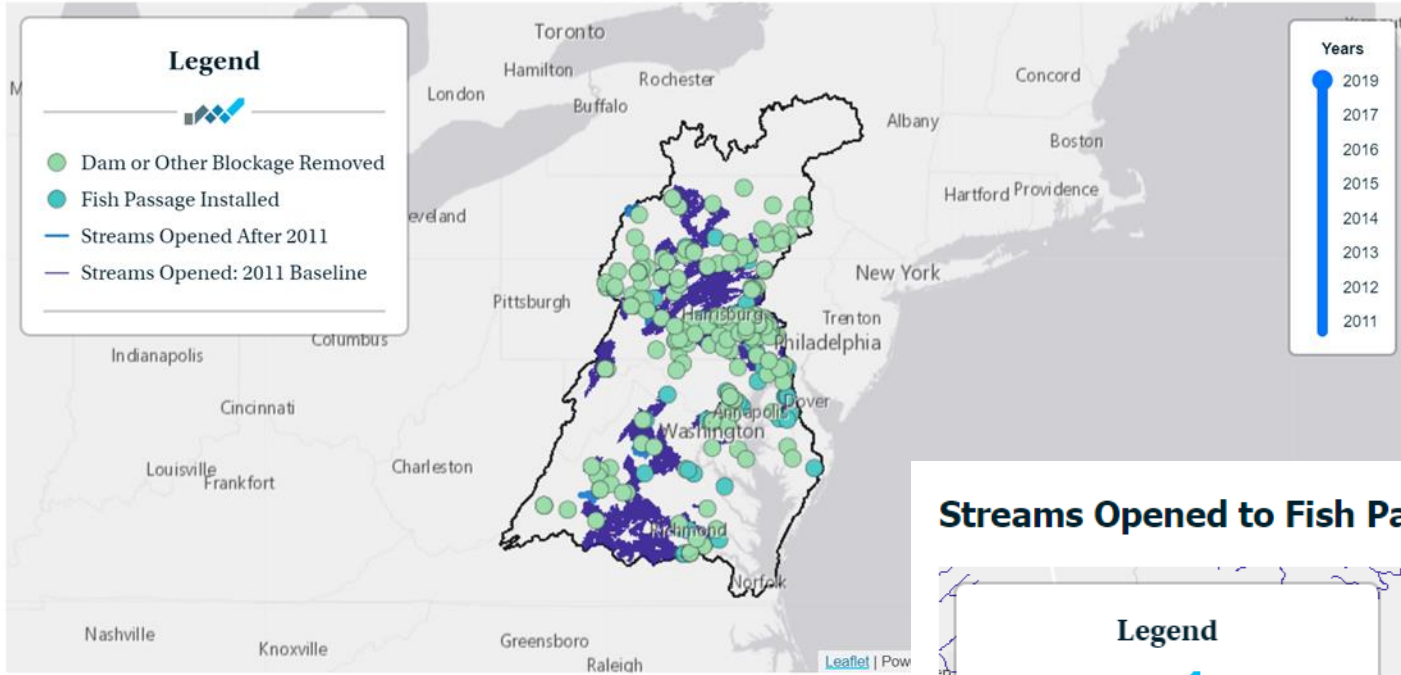 Legend
Dam or Other Blockage Removed
Fish Passage Installed
Streams Opened After 2011
Streams Opened: 2011 Baseline
Years
2019
2017
2016
2015
2014
2013
2012
2011
Toronto
Hamilton
Rochester
London
Buffalo
Concord
Albany
Boston
Hartford
Providence
eveland
New York
Pittsburgh
Harrisburg
Trenton
Philadelphia
Columbus
Indianapolis
Cincinnati
Annapolis
Dover
Washington
Louisville
Frankfort
Charleston
Richmond
Norfolk
Nashville
Knoxville
Greensboro
Raleigh
Leaflet | Pow
Streams Opened to Fish Pa
Legend